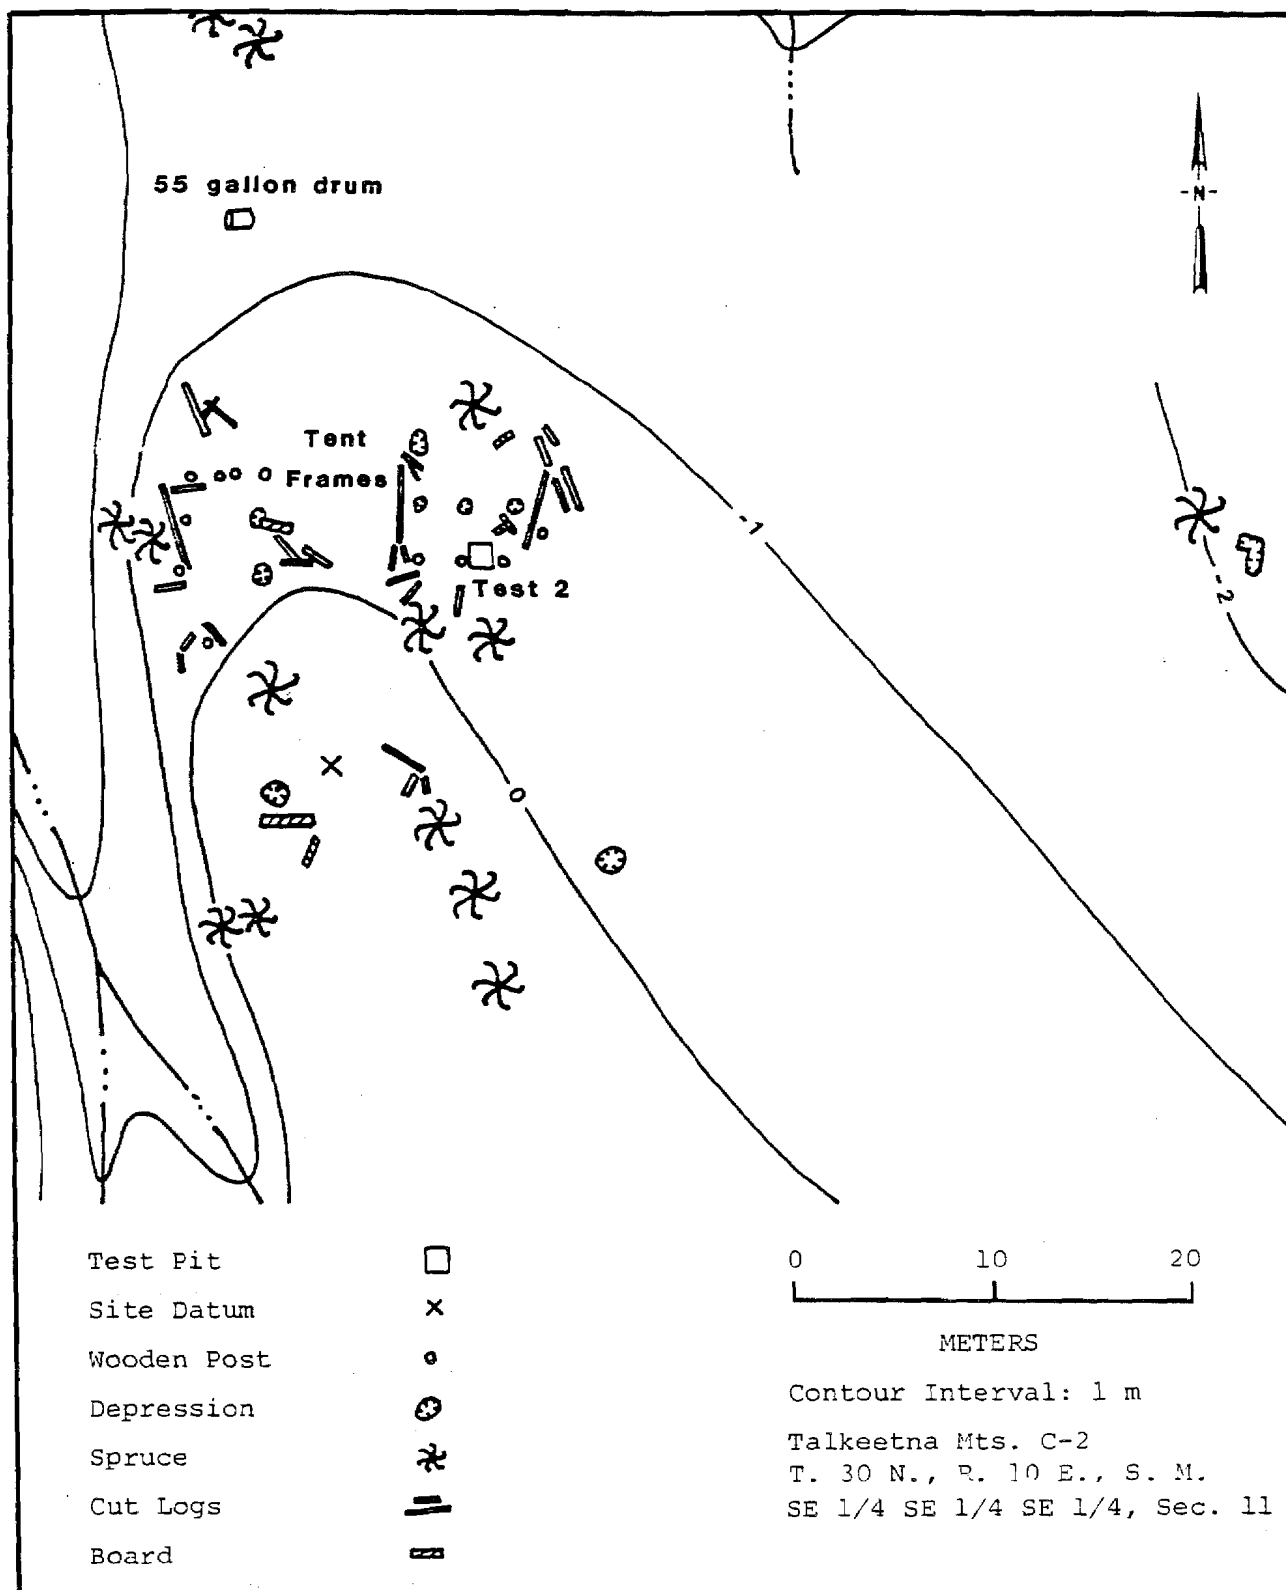 55 gallon drum
-N-
Tent
Frames
-1
Test 2
-2
0
Test Pit
Site Datum
Wooden Post
Depression
Spruce
Cut Logs
Board
0 10 20
METERS
Contour Interval: 1 m
Talkeetna Mts. C-2
T. 30 N., R. 10 E., S. M.
SE 1/4 SE 1/4 SE 1/4, Sec. 11